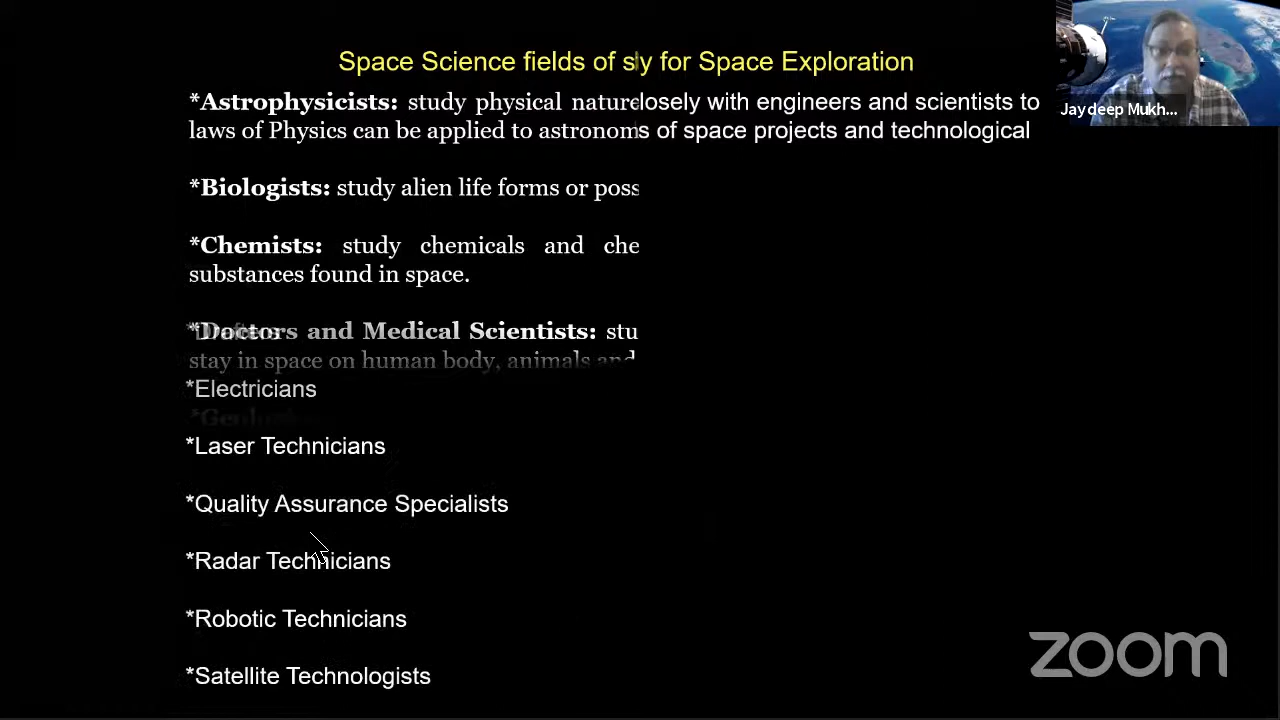 Space Science fields of sly for Space Exploration
*Astrophysicists: study physical nature losely with engineers and scientists to
laws of Physics can be applied to astronoms of space projects and technological
Jaydeep Mukh...
*Biologists: study alien life forms or poss
*Chemists: study chemicals and che
substances found in space.
*Doctors and Medical Scientists: stu
stay in space on human body, animals and
*Electricians
*Laser Technicians
*Quality Assurance Specialists
*Radar Technicians
*Robotic Technicians
*Satellite Technologists
zoom